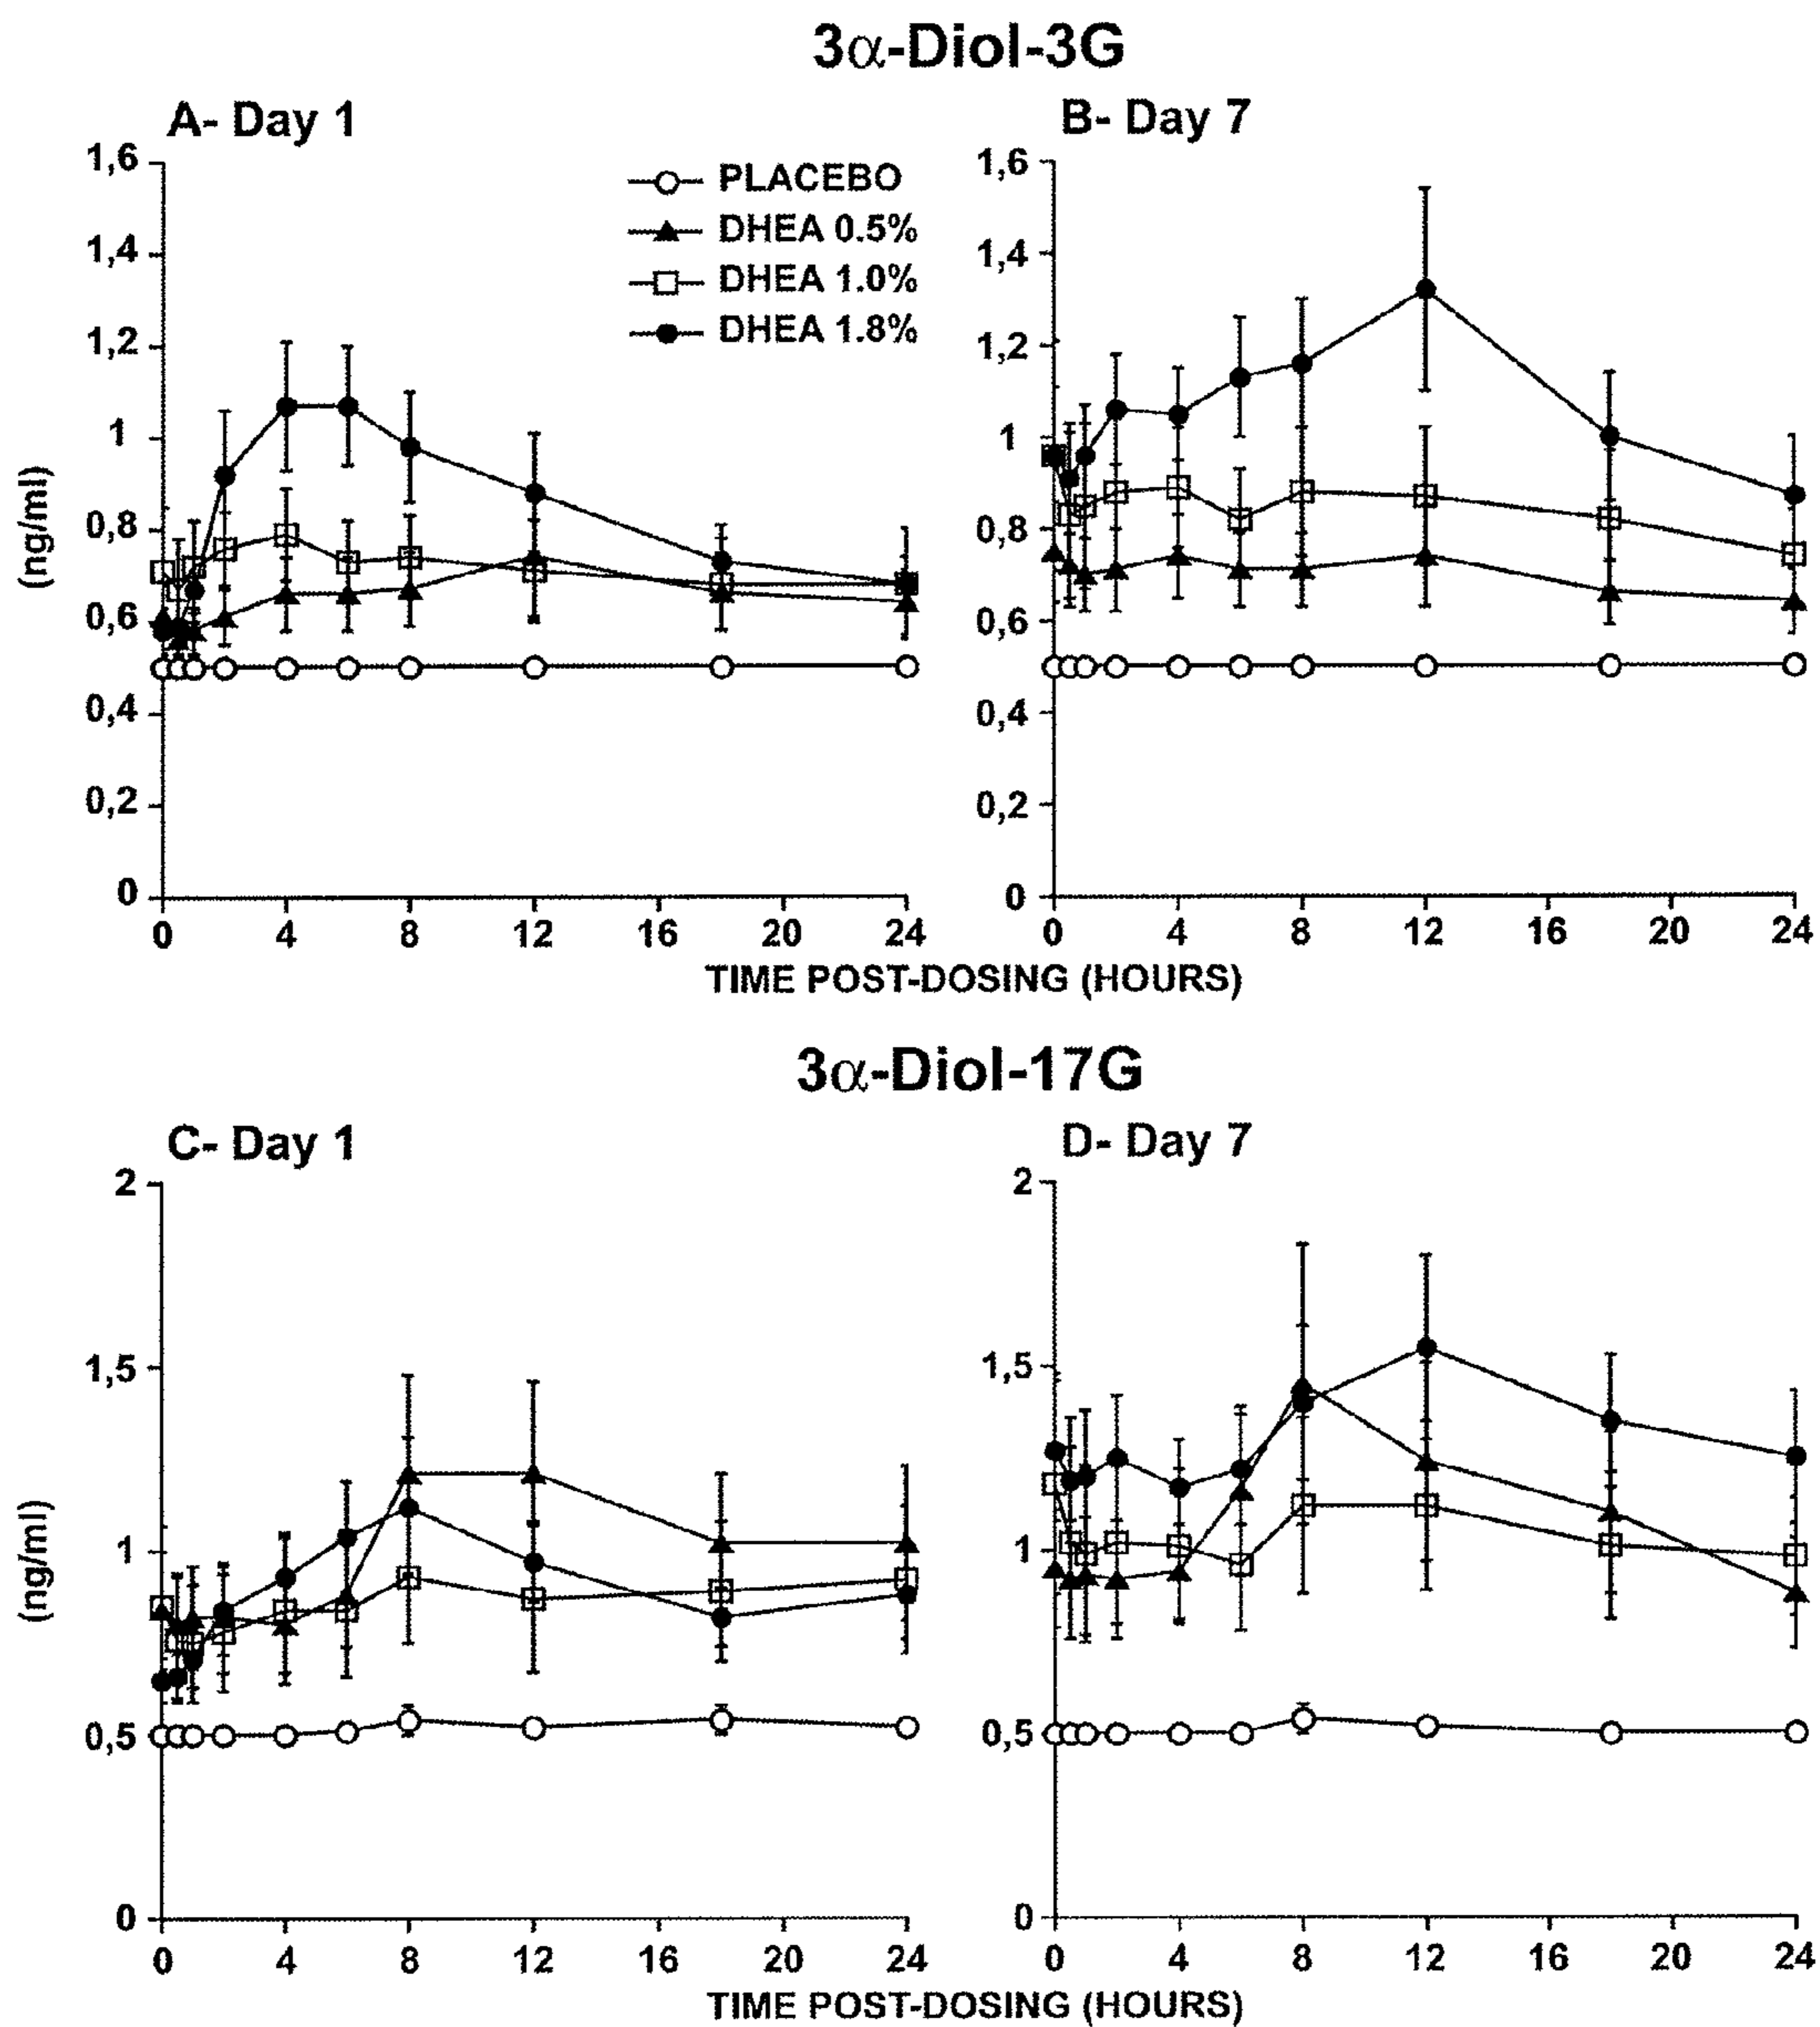 3α-Diol-3G
A- Day 1
B- Day 7
PLACEBO
DHEA 0.5%
DHEA 1.0%
DHEA 1.8%
(ng/ml)
1,6
1,4
1,2
1
0,8
0,6
0,4
0,2
0
0 4 8 12 16 20 24
1,6
1,4
1,2
1
0,8
0,6
0,4
0,2
0
0 4 8 12 16 20 24
TIME POST-DOSING (HOURS)
3α-Diol-17G
C- Day 1
D- Day 7
(ng/ml)
2
1,5
1
0,5
0
0 4 8 12 16 20 24
2
1,5
1
0,5
0
0 4 8 12 16 20 24
TIME POST-DOSING (HOURS)